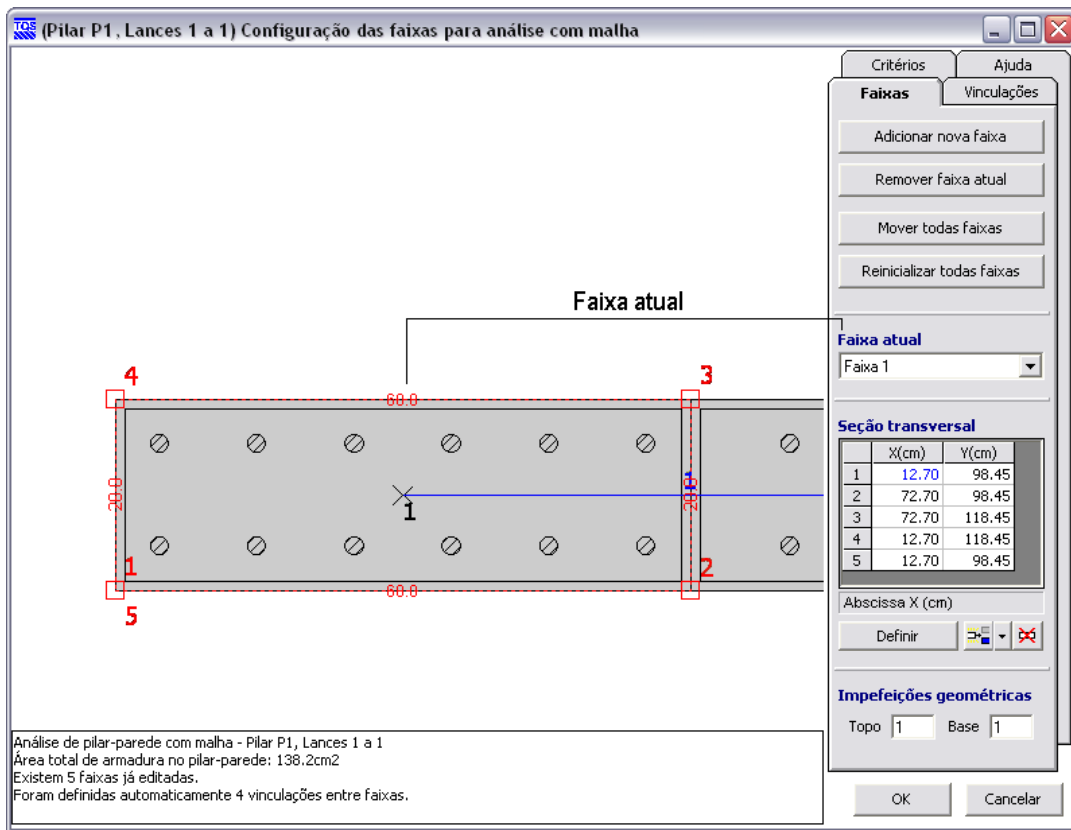 TQS (Pilar P1, Lances 1 a 1) Configuração das faixas para análise com malha
Critérios Ajuda
Faixas Vinculações
Adicionar nova faixa
Remover faixa atual
Mover todas faixas
Reinicializar todas faixas
Faixa atual
Faixa atual
Faixa 1
4
3
60.0
20.0
1
20.0
1
1
2
60.0
5
Seção transversal
X(cm) Y(cm)
1 12.70 98.45
2 72.70 98.45
3 72.70 118.45
4 12.70 118.45
5 12.70 98.45
Abscissa X (cm)
Definir
Impefeições geométricas
Topo 1 Base 1
Análise de pilar-parede com malha - Pilar P1, Lances 1 a 1
Área total de armadura no pilar-parede: 138.2cm2
Existem 5 faixas já editadas.
Foram definidas automaticamente 4 vinculações entre faixas.
OK Cancelar